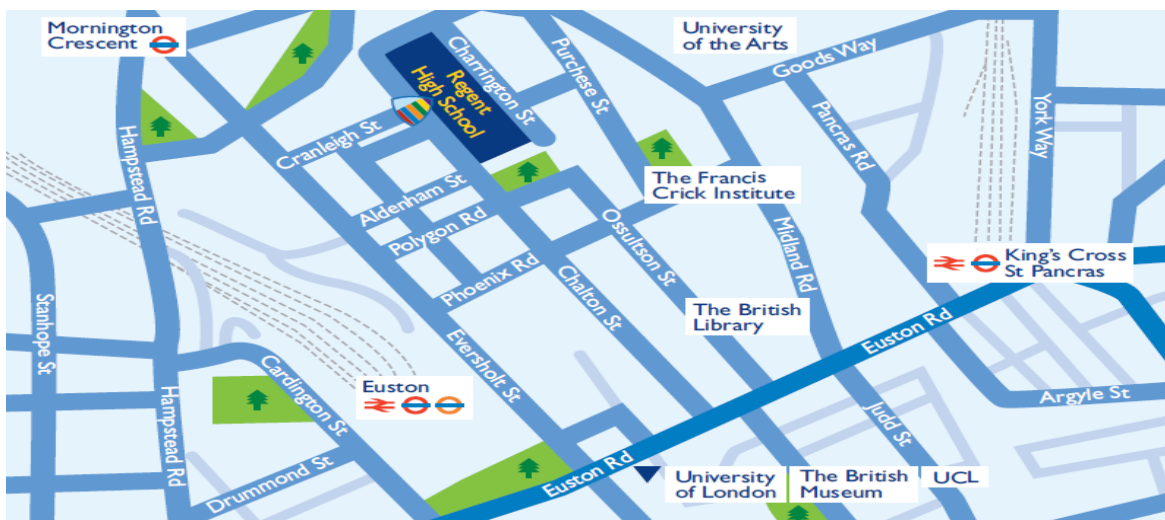 Mornington
Crescent
University
of the Arts
Goods Way
Charrington St
Purchese St
Regent
High School
Pancras Rd
York Way
Hampstead Rd
Cranleigh St
The Francis
Crick Institute
Aldenham St
Polygon Rd
Ossultson St
Midland Rd
King's Cross
St Pancras
Phoenix Rd
Chalton St
Stanhope St
The British
Library
Euston Rd
Eversholt St
Cardington St
Euston
Hampstead Rd
Argyle St
Judd St
Drummond St
Euston Rd
University
of London
The British
Museum
UCL